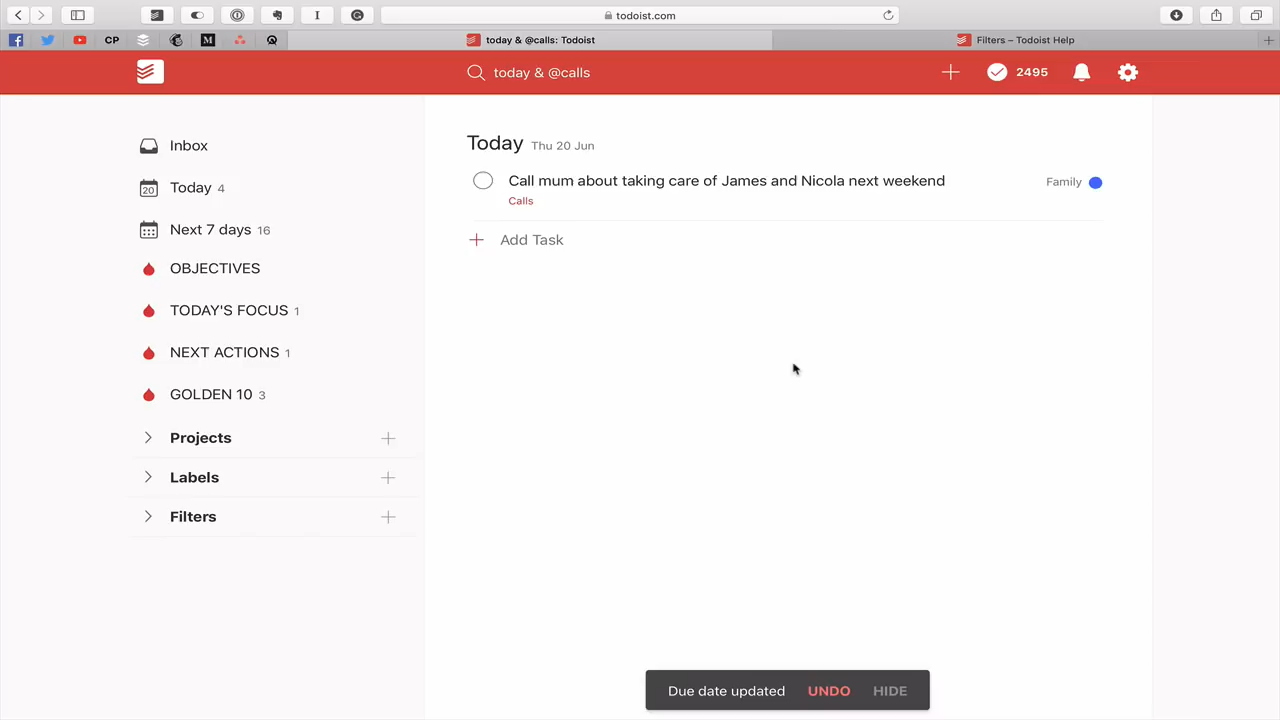 todoist.com
CP
M
today & @calls: Todoist
Filters – Todoist Help
today & @calls
2495
Inbox
20
Today 4
Next 7 days 16
OBJECTIVES
TODAY'S FOCUS 1
NEXT ACTIONS 1
GOLDEN 10 3
Projects
Labels
Filters
Today Thu 20 Jun
Call mum about taking care of James and Nicola next weekend
Family
Calls
Add Task
Due date updated UNDO HIDE